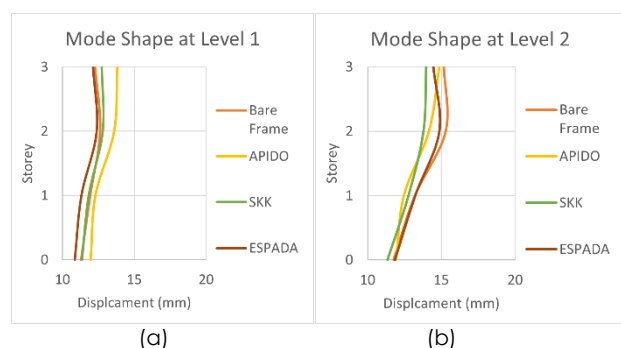 Mode Shape at Level 1
3
2
1
0
Storey
10
15
20
Displcament (mm)
Bare
Frame
APIDO
SKK
ESPADA
(a)
Mode Shape at Level 2
3
2
1
0
Storey
10
15
20
Displcament (mm)
Bare
Frame
APIDO
SKK
ESPADA
(b)